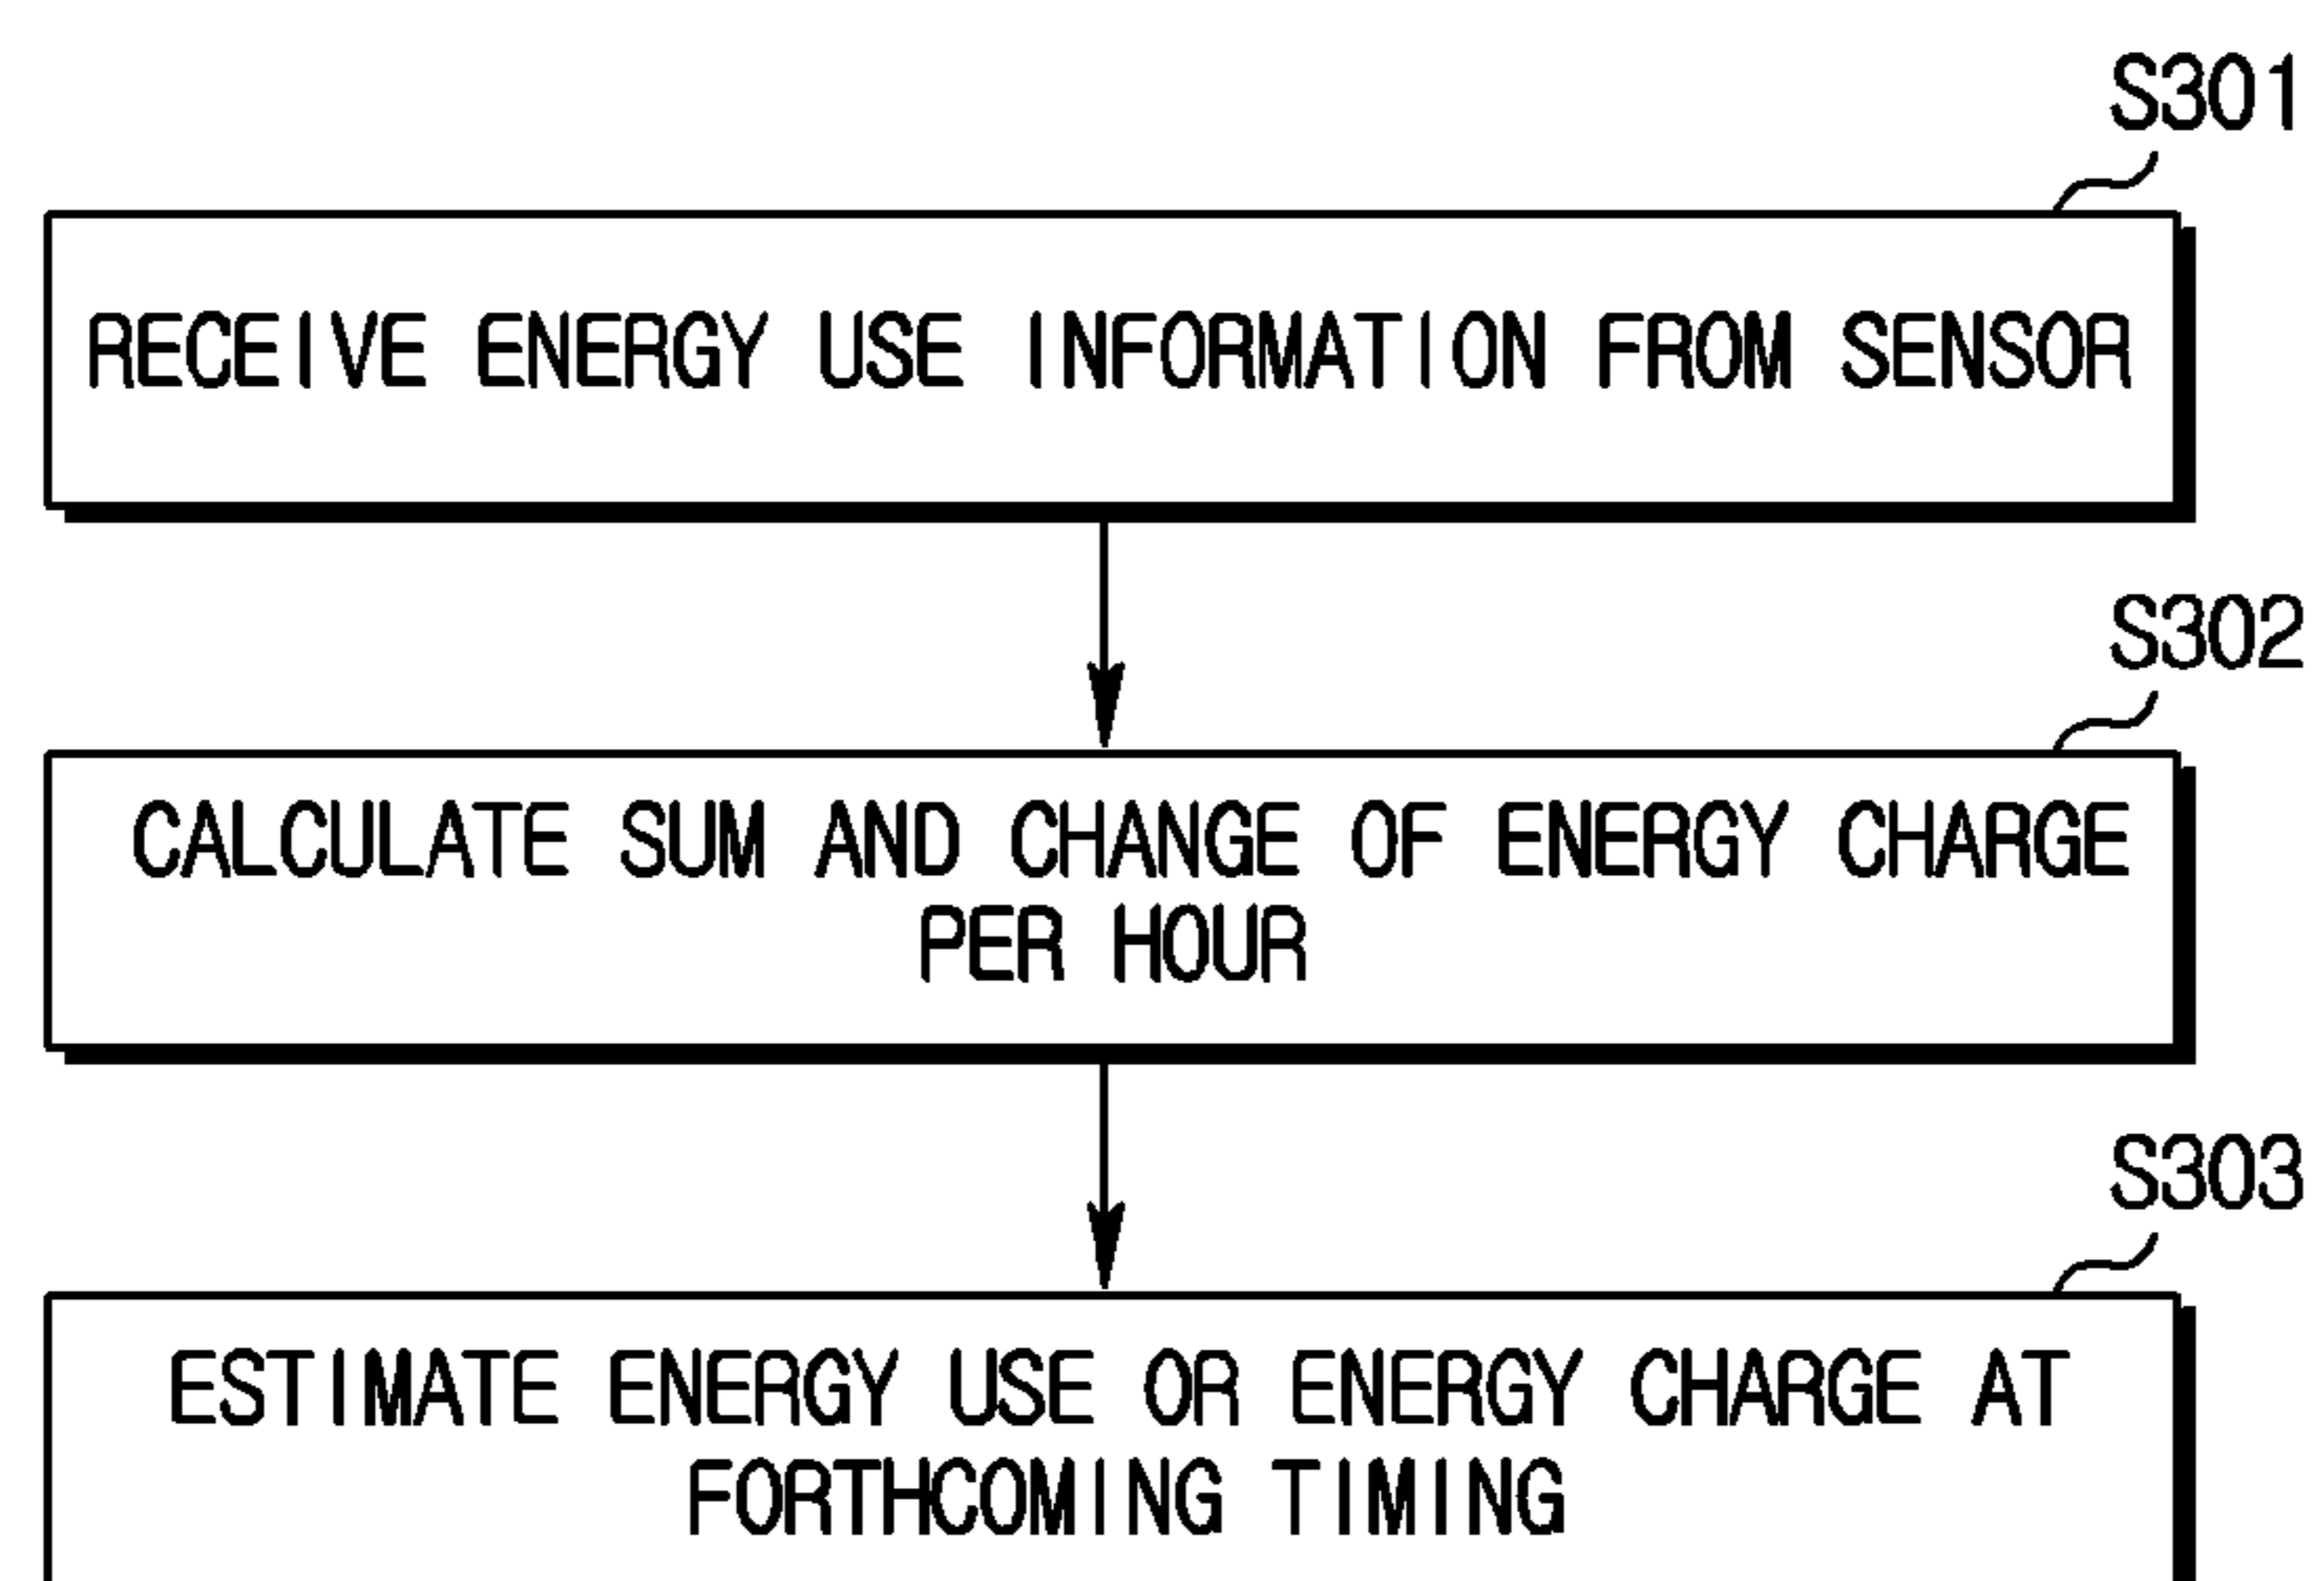 S301
RECEIVE ENERGY USE INFORMATION FROM SENSOR
S302
CALCULATE SUM AND CHANGE OF ENERGY CHARGE
PER HOUR
S303
ESTIMATE ENERGY USE OR ENERGY CHARGE AT
FORTHCOMING TIMING